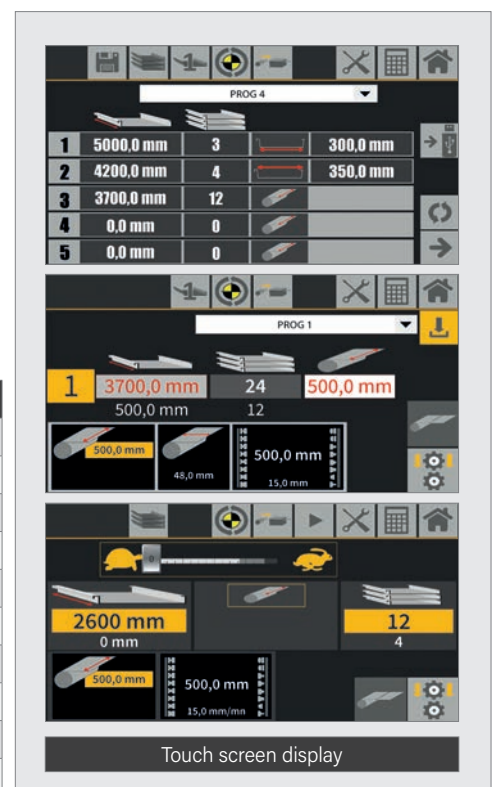 PROG 4
1 5000,0 mm 3 300,0 mm
2 4200,0 mm 4 350,0 mm
3 3700,0 mm 12
4 0,0 mm 0
5 0,0 mm 0
PROG 1
1 3700,0 mm 24 500,0 mm
500,0 mm 12
500,0 mm 48,0 mm 500,0 mm 15,0 mm
2600 mm 12
0 mm 4
500,0 mm 500,0 mm
15,0 mm/mn
Touch screen display